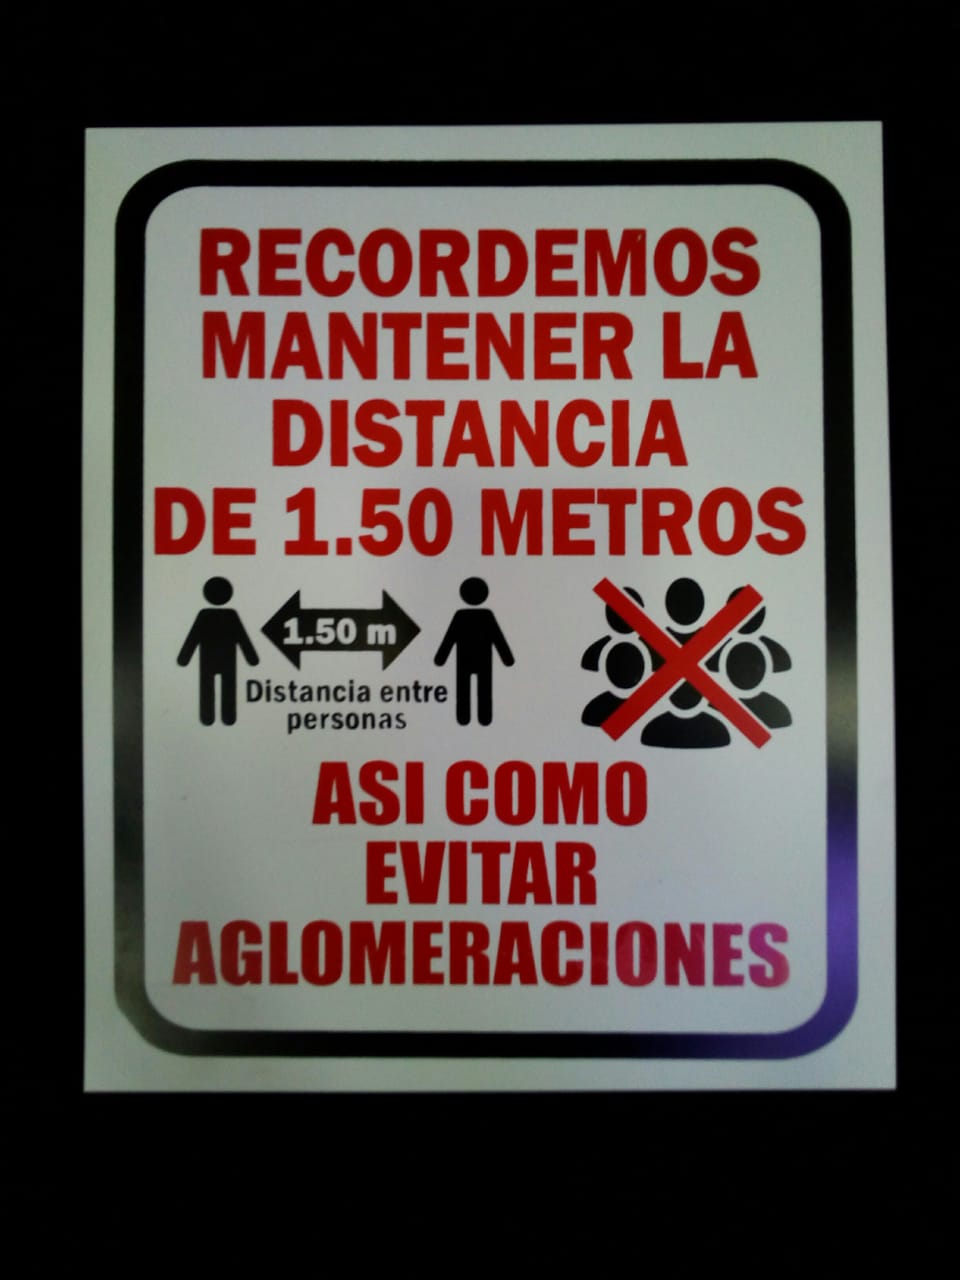 RECORDEMOS
MANTENER LA
DISTANCIA
DE 1.50 METROS
1.50 m
Distancia entre
personas
ASI COMO
EVITAR
AGLOMERACIONES